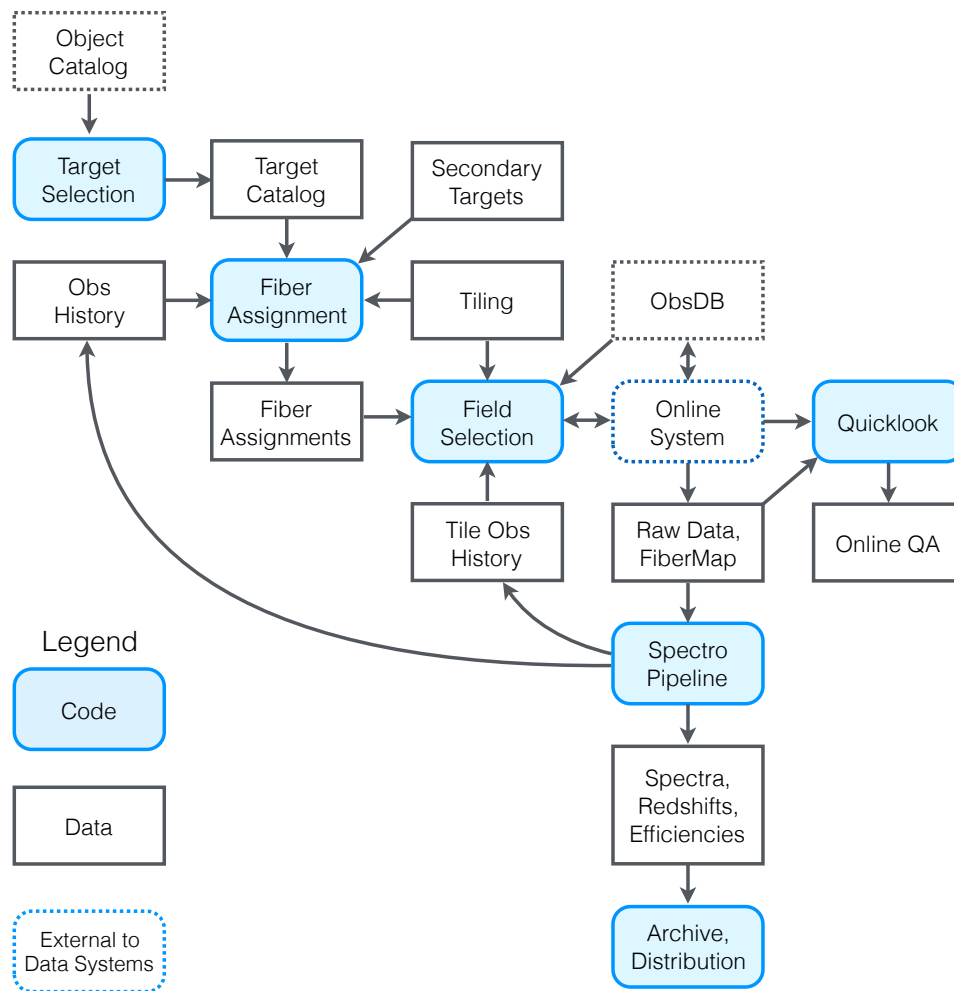 Object
Catalog
Target
Selection
Target
Catalog
Secondary
Targets
Obs
History
Fiber
Assignment
Tiling
ObsDB
Fiber
Assignments
Field
Selection
Online
System
Quicklook
Tile Obs
History
Raw Data,
FiberMap
Online QA
Legend
Code
Data
External to
Data Systems
Spectro
Pipeline
Spectra,
Redshifts,
Efficiencies
Archive,
Distribution